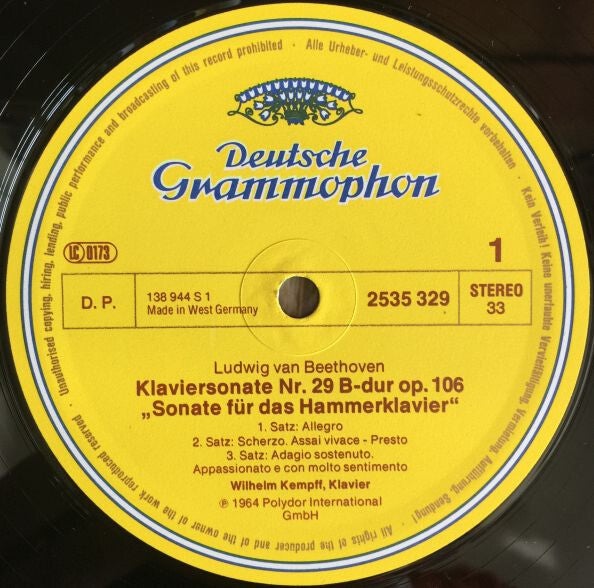 Deutsche
Grammophon
LC 0173
1
D. P.
138 944 S 1
Made in West Germany
2535 329
STEREO
33
Ludwig van Beethoven
Klaviersonate Nr. 29 B-dur op. 106
„Sonate für das Hammerklavier“
1. Satz: Allegro
2. Satz: Scherzo. Assai vivace - Presto
3. Satz: Adagio sostenuto.
Appassionato e con molto sentimento
Wilhelm Kempff, Klavier
℗ 1964 Polydor International
GmbH
Alle Urheber- und Leistungsschutzrechte vorbehalten · Kein Verleih! Keine unerlaubte Vervielfältigung, Vermietung, Aufführung, Sendung! ·
All rights of the producer and of the owner of the work reproduced reserved · Unauthorised copying, hiring, lending, public performance and broadcasting of this record prohibited ·